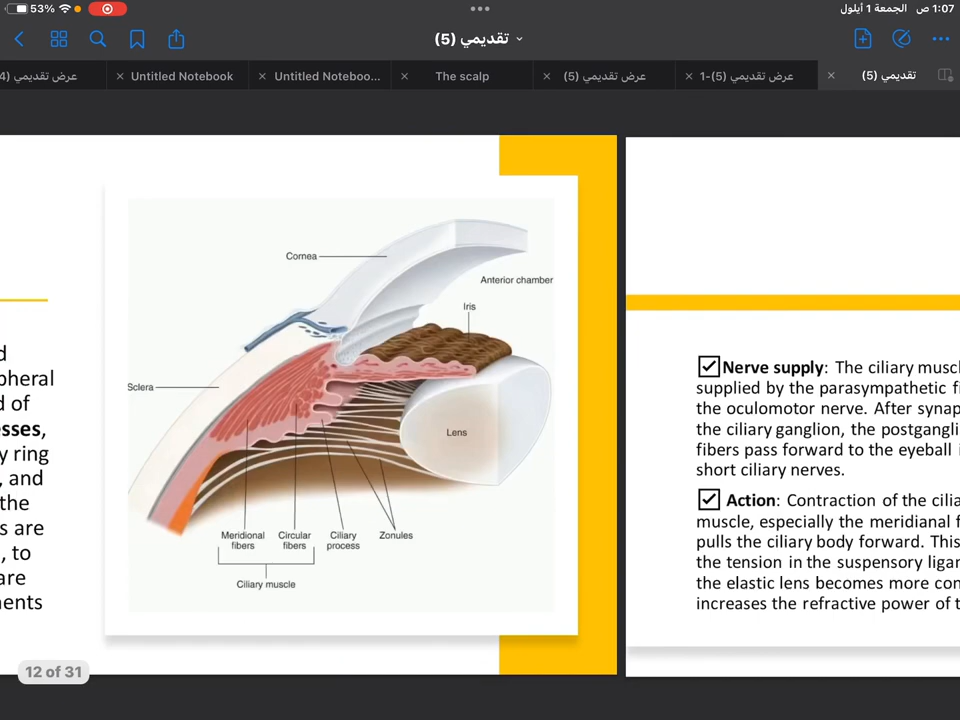 53%
الجمعة 1 أيلول 1:07 ص
تقديمي (5)
عرض تقديمي (4
Untitled Notebook
Untitled Noteboo...
The scalp
عرض تقديمي (5)
عرض تقديمي (5)-1
تقديمي (5)
d
pheral
d of
esses,
y ring
, and
the
s are
, to
are
ents
Cornea
Anterior chamber
Iris
Sclera
Lens
Meridional fibers
Circular fibers
Ciliary process
Zonules
Ciliary muscle
12 of 31
Nerve supply: The ciliary muscl
supplied by the parasympathetic fi
the oculomotor nerve. After synap
the ciliary ganglion, the postgangli
fibers pass forward to the eyeball i
short ciliary nerves.
Action: Contraction of the cilia
muscle, especially the meridianal f
pulls the ciliary body forward. This
the tension in the suspensory ligar
the elastic lens becomes more con
increases the refractive power of t